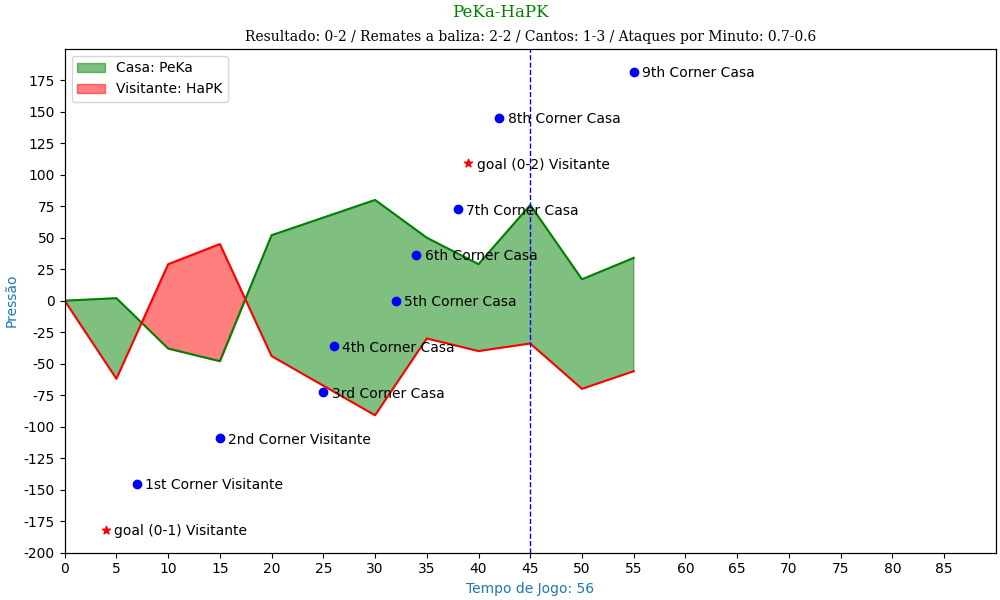 PeKa-HaPK
Resultado: 0-2 / Remates a baliza: 2-2 / Cantos: 1-3 / Ataques por Minuto: 0.7-0.6
Casa: PeKa
Visitante: HaPK
175
150
125
100
75
50
25
0
-25
-50
-75
-100
-125
-150
-175
-200
Pressão
9th Corner Casa
8th Corner Casa
goal (0-2) Visitante
7th Corner Casa
6th Corner Casa
5th Corner Casa
4th Corner Casa
3rd Corner Casa
2nd Corner Visitante
1st Corner Visitante
goal (0-1) Visitante
0 5 10 15 20 25 30 35 40 45 50 55 60 65 70 75 80 85
Tempo de Jogo: 56